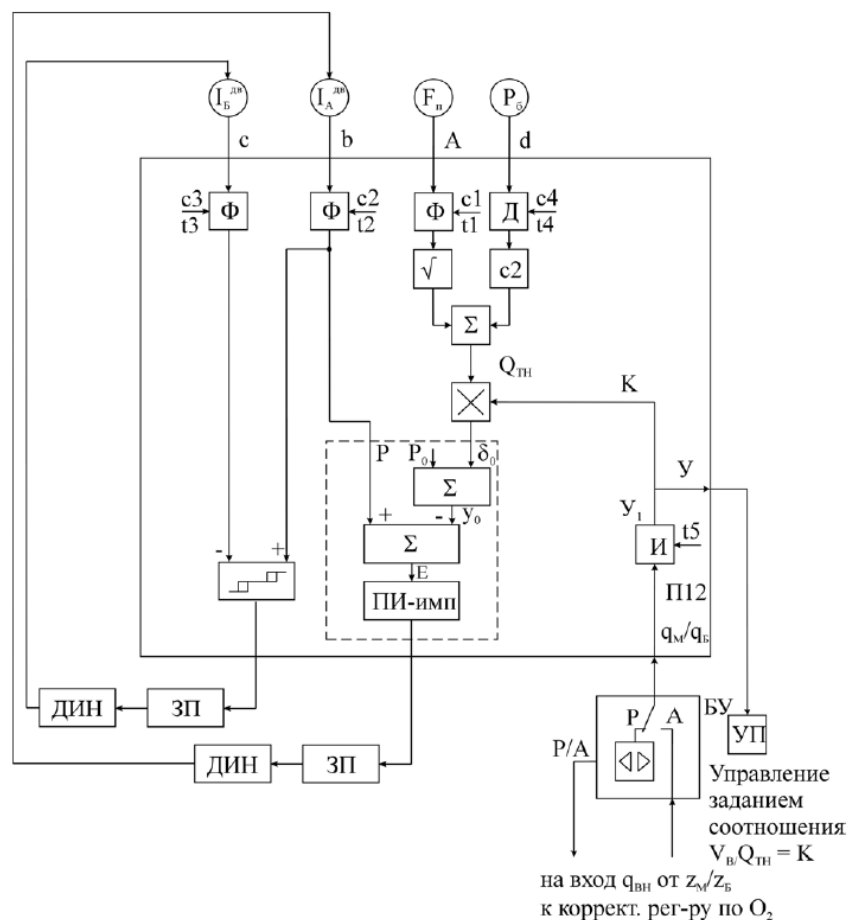 I_Б^дв
I_А^дв
F_п
P_б
c
b
A
d
c3
t3
Ф
Ф
c2
t2
Ф
c1
t1
Д
c4
t4
√
c2
Σ
Q_ТН
K
P
P_0
δ_0
Σ
У
+
-
y_0
У_1
-
+
Σ
И
t5
E
П12
ПИ-имп
q_м/q_Б
ДИН
ЗП
P
A
БУ
УП
ДИН
ЗП
P/A
Управление
заданием
соотношения
V_В/Q_ТН = K
на вход q_вн от z_М/z_Б
к коррект. рег-ру по O_2